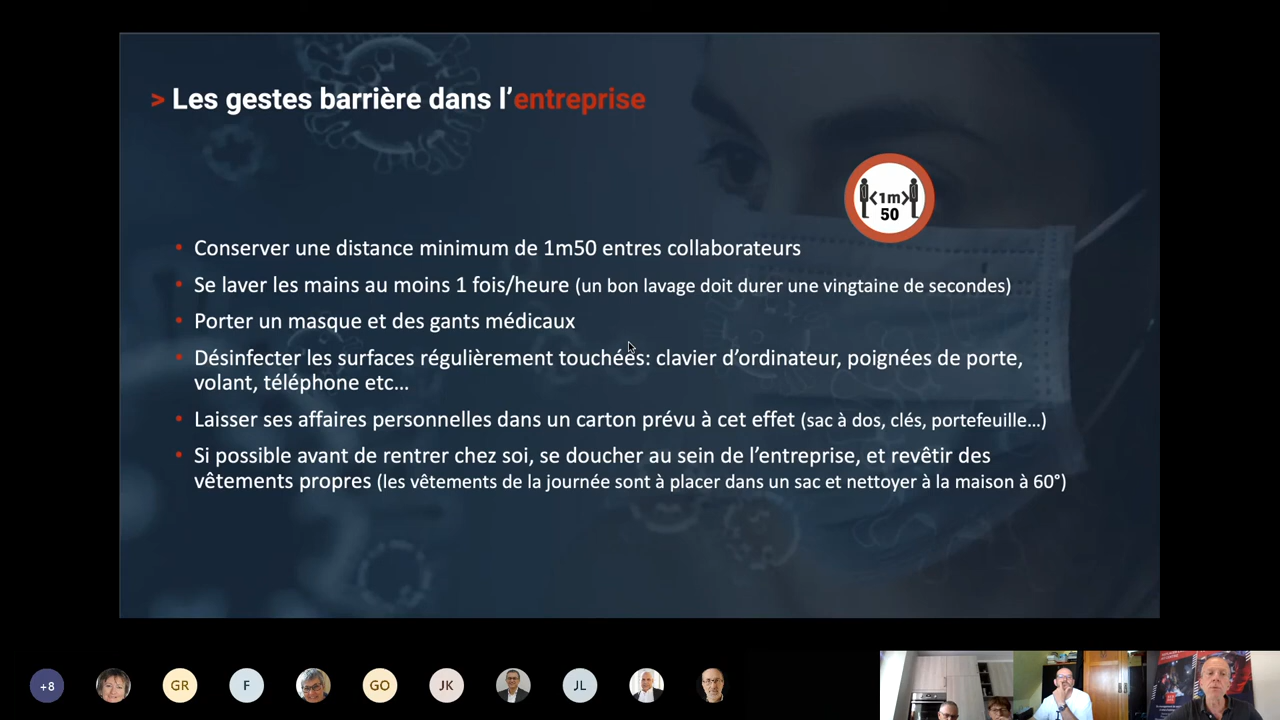 > Les gestes barrière dans l’entreprise
<1m>
50
• Conserver une distance minimum de 1m50 entres collaborateurs
• Se laver les mains au moins 1 fois/heure (un bon lavage doit durer une vingtaine de secondes)
• Porter un masque et des gants médicaux
• Désinfecter les surfaces régulièrement touchées: clavier d’ordinateur, poignées de porte,
volant, téléphone etc…
• Laisser ses affaires personnelles dans un carton prévu à cet effet (sac à dos, clés, portefeuille…)
• Si possible avant de rentrer chez soi, se doucher au sein de l’entreprise, et revêtir des
vêtements propres (les vêtements de la journée sont à placer dans un sac et nettoyer à la maison à 60°)
+8
GR
F
GO
JK
JL